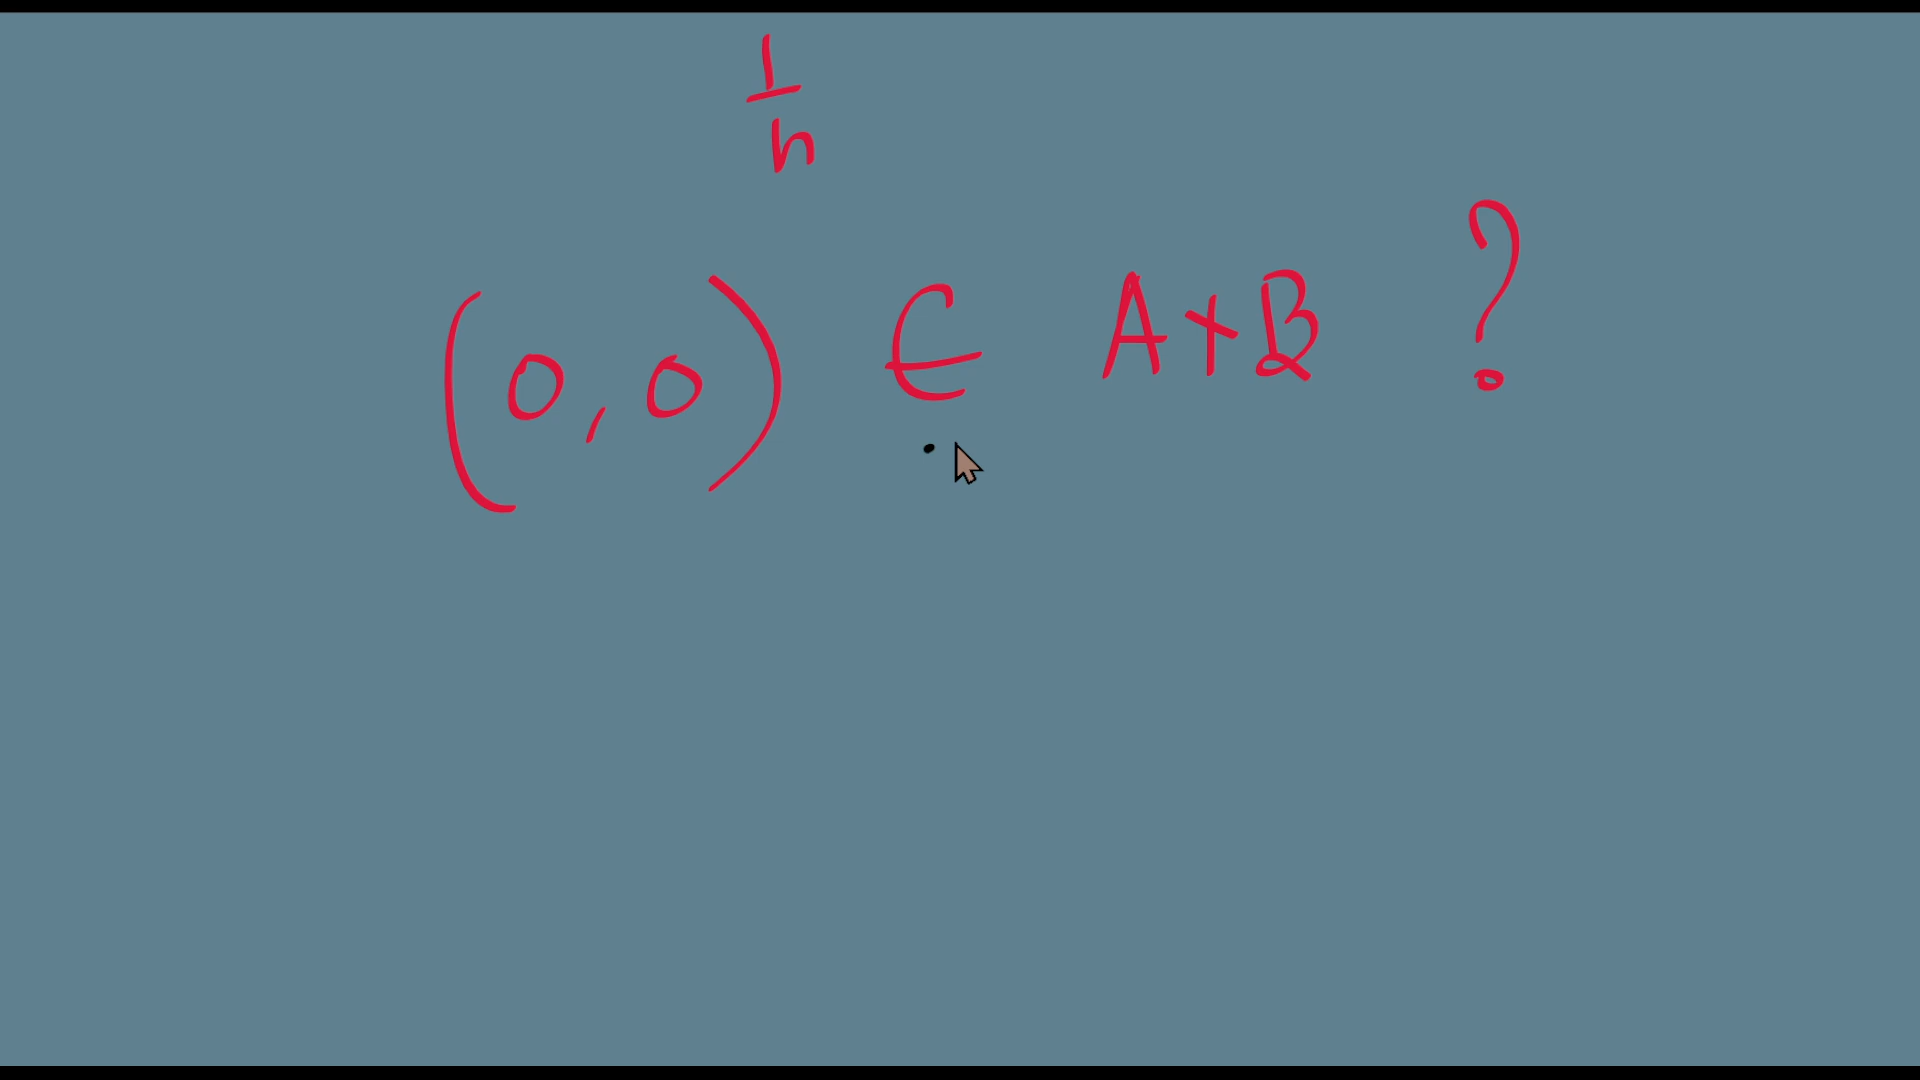 1/n
(0,0) ∈ A+B ?